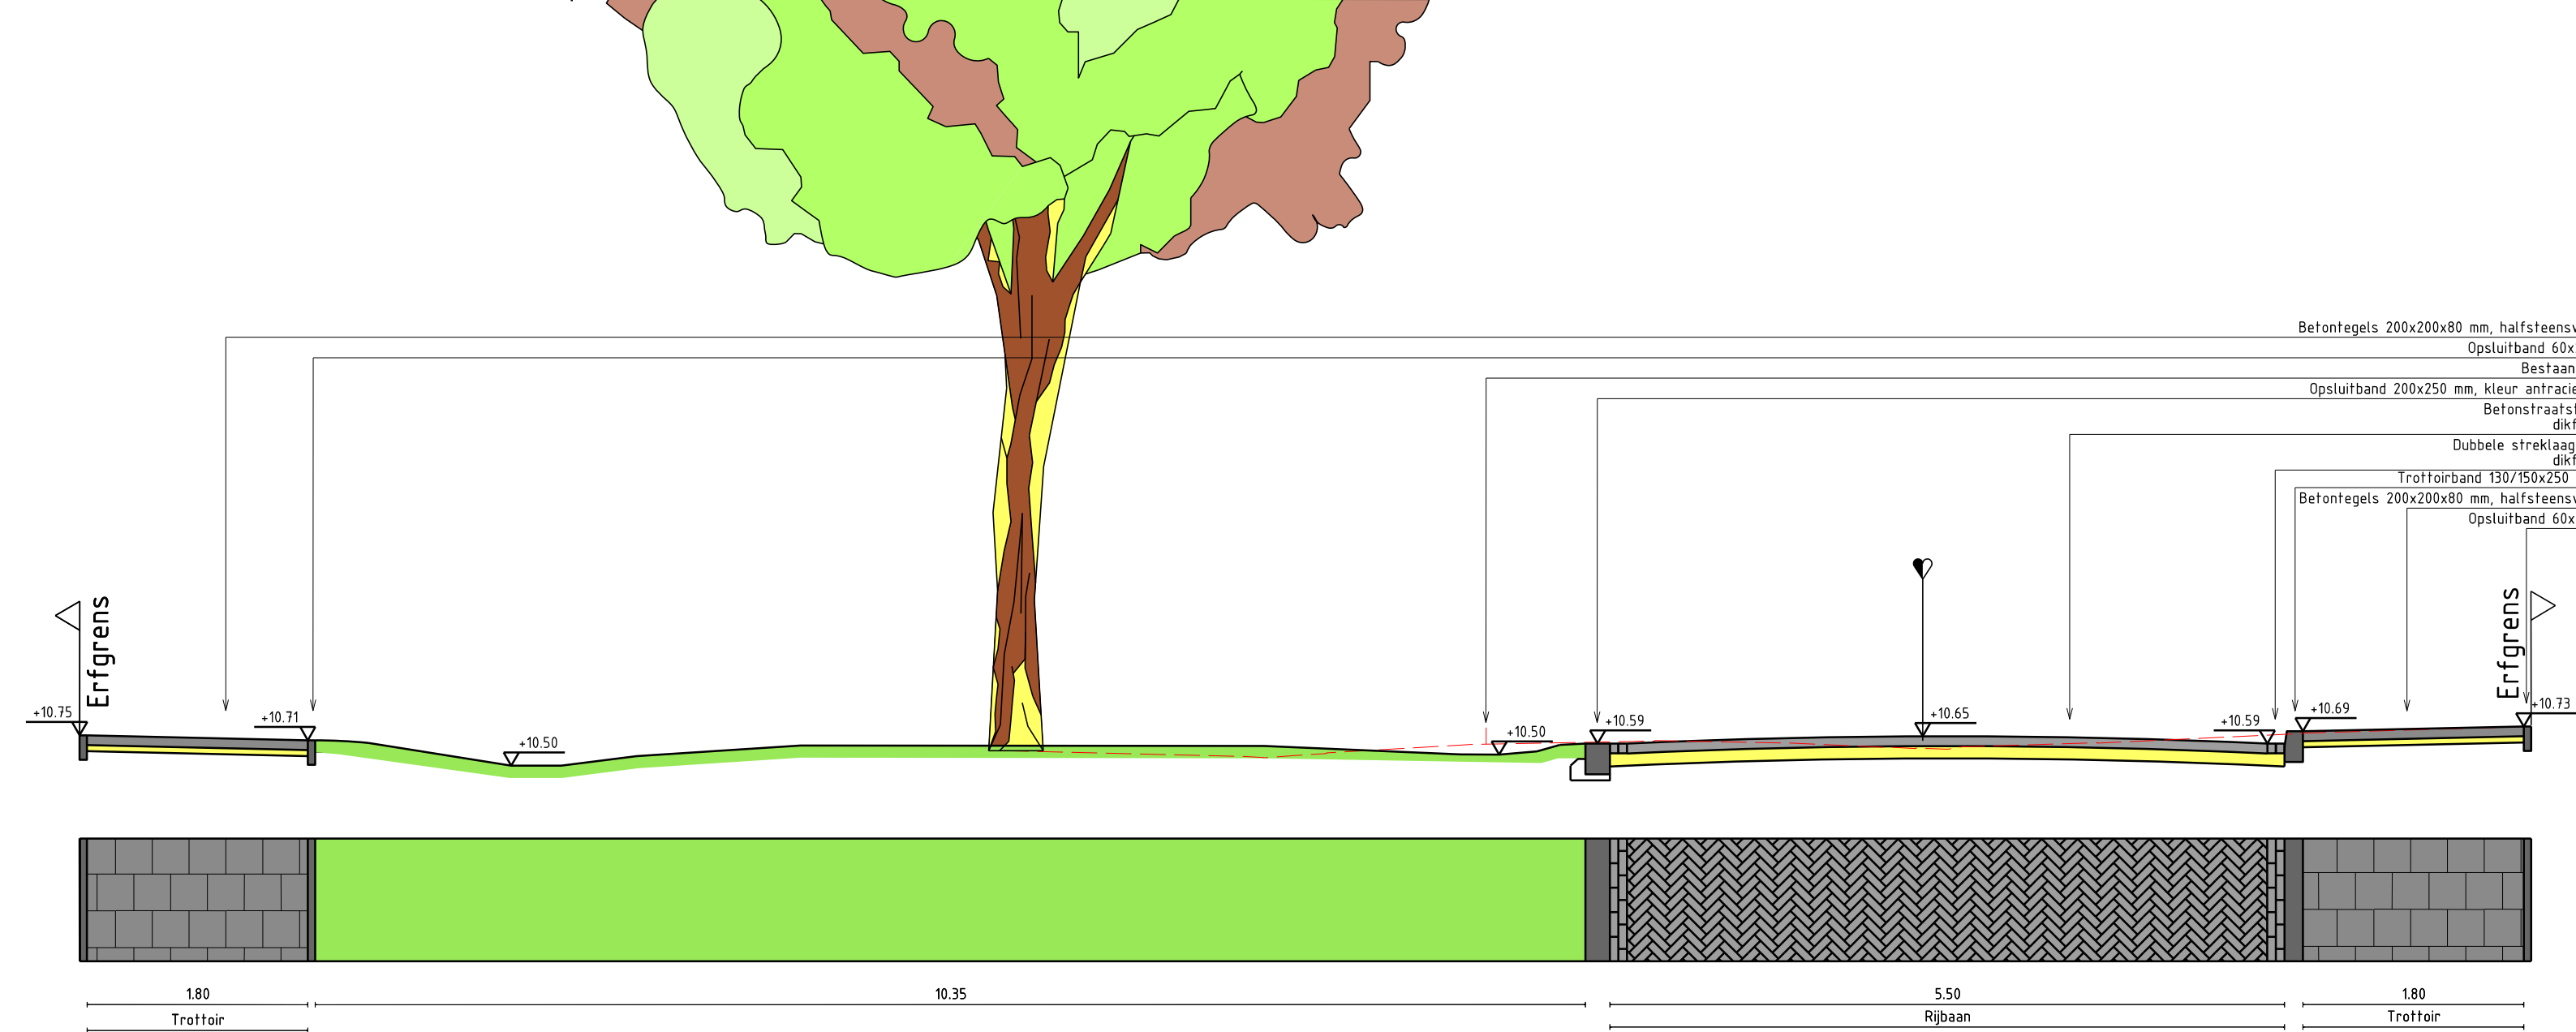 Betontegels 200x200x80 mm, halfsteensv
Opsluitband 60x
Bestaan
Opsluitband 200x250 mm, kleur antracie
Betonstraatst
dikf
Dubbele streklaag
dikf
Trottoirband 130/150x250
Betontegels 200x200x80 mm, halfsteensv
Opsluitband 60x
Erfgrens
Erfgrens
+10.75
+10.71
+10.50
+10.50
+10.59
+10.65
+10.59
+10.69
+10.73
1.80
10.35
5.50
1.80
Trottoir
Rijbaan
Trottoir